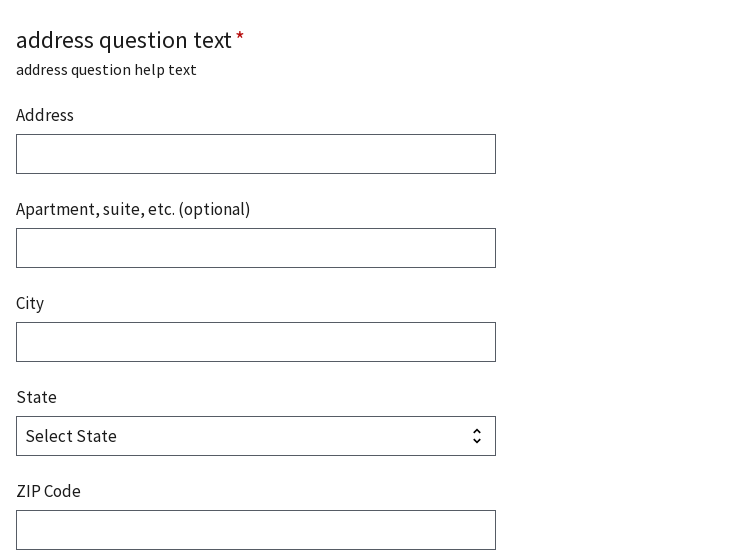 address question text *
address question help text
Address
Apartment, suite, etc. (optional)
City
State
Select State
ZIP Code